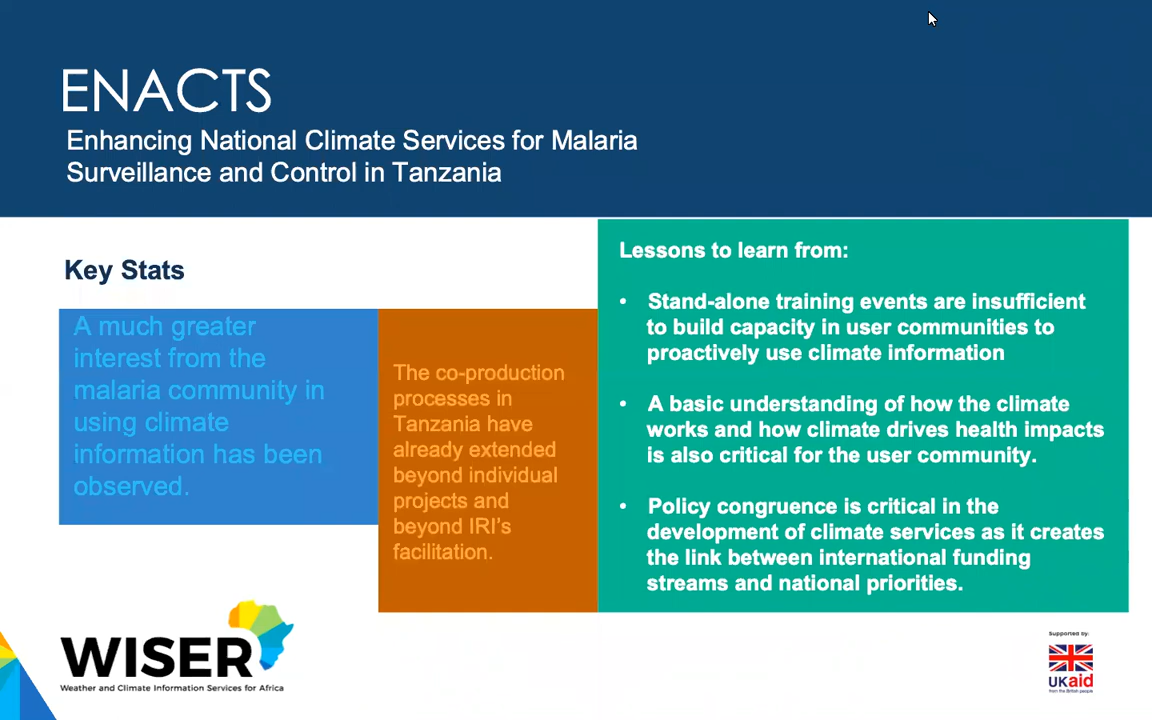 ENACTS
Enhancing National Climate Services for Malaria
Surveillance and Control in Tanzania
Key Stats
A much greater
interest from the
malaria community in
using climate
information has been
observed.
The co-production
processes in
Tanzania have
already extended
beyond individual
projects and
beyond IRI's
facilitation.
Lessons to learn from:
• Stand-alone training events are insufficient
to build capacity in user communities to
proactively use climate information
• A basic understanding of how the climate
works and how climate drives health impacts
is also critical for the user community.
• Policy congruence is critical in the
development of climate services as it creates
the link between international funding
streams and national priorities.
WISER
Weather and Climate Information Services for Africa
Supported by:
UKaid
from the British people